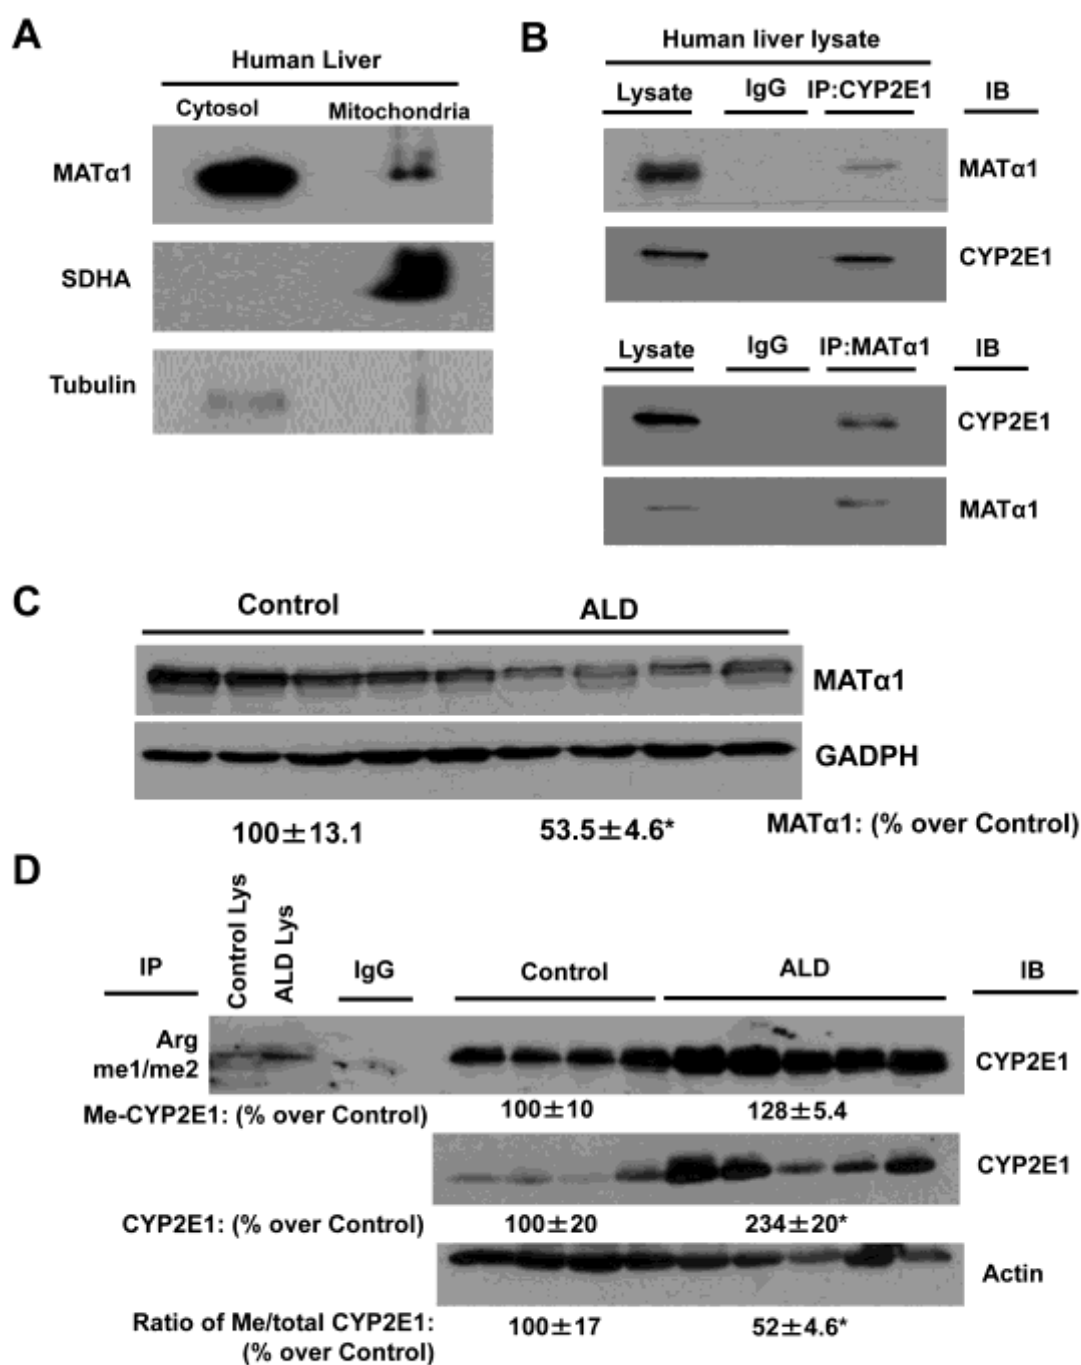 A
Human Liver
Cytosol Mitochondria
MATα1
SDHA
Tubulin
B
Human liver lysate
Lysate IgG IP:CYP2E1 IB
MATα1
CYP2E1
Lysate IgG IP:MATα1 IB
CYP2E1
MATα1
C
Control ALD
MATα1
GADPH
100±13.1 53.5±4.6* MATα1: (% over Control)
D
Control Lys
ALD Lys
IP IgG Control ALD IB
Arg
me1/me2
CYP2E1
Me-CYP2E1: (% over Control) 100±10 128±5.4
CYP2E1
CYP2E1: (% over Control) 100±20 234±20*
Actin
Ratio of Me/total CYP2E1: 100±17 52±4.6*
(% over Control)